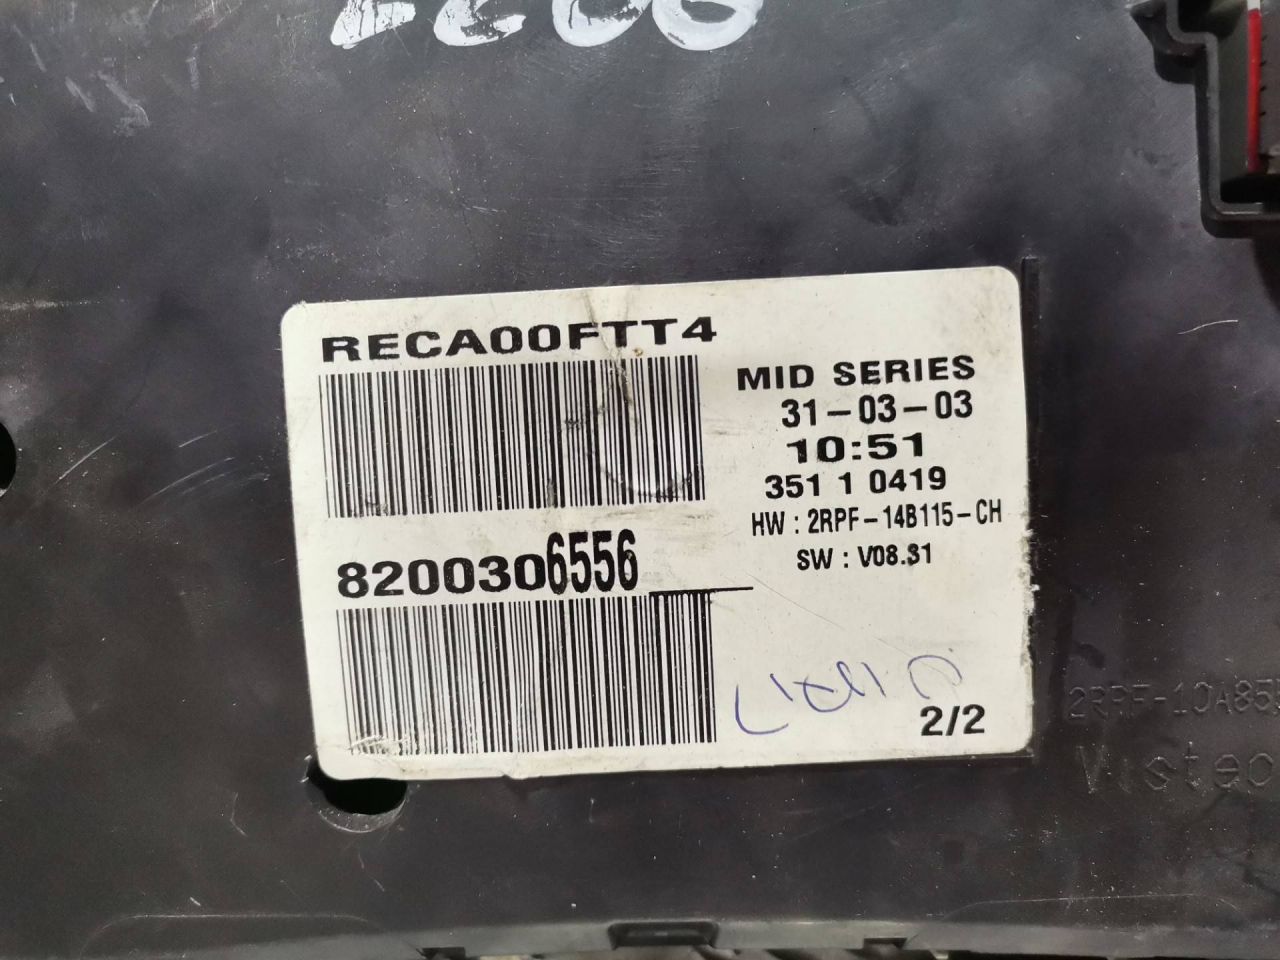 RECA00FTT4
MID SERIES
31-03-03
10:51
351 1 0419
HW : 2RPF-14B115-CH
SW : V08.31
8200306556
2/2